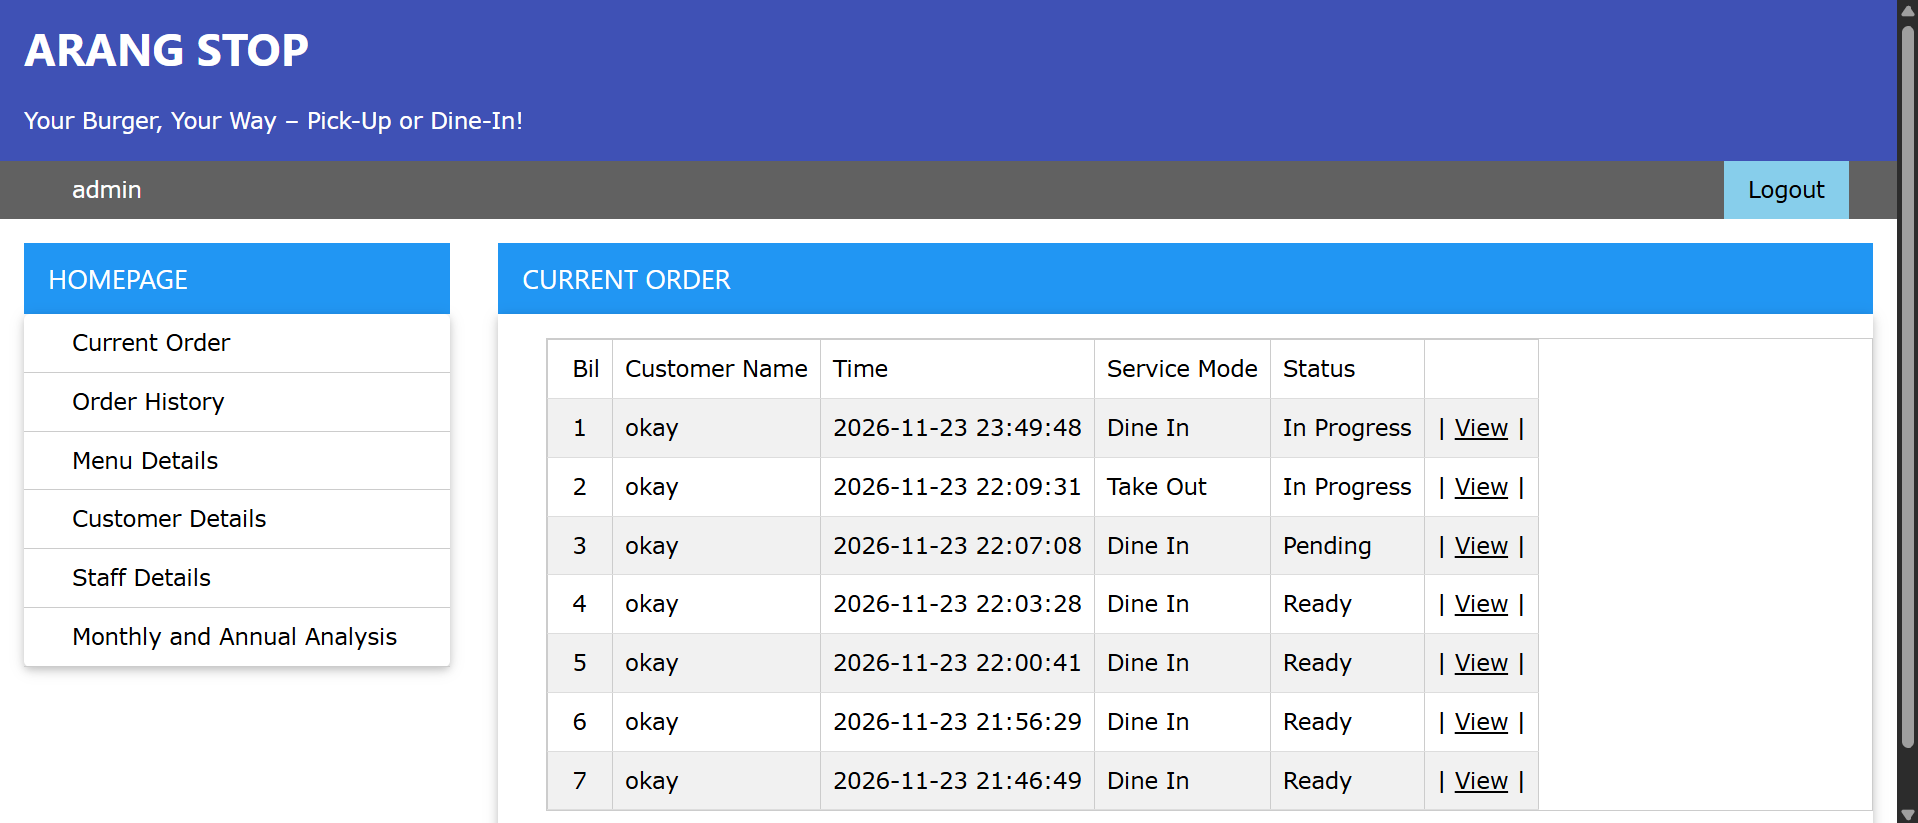 ARANG STOP
Your Burger, Your Way – Pick-Up or Dine-In!
admin
Logout
HOMEPAGE
Current Order
Order History
Menu Details
Customer Details
Staff Details
Monthly and Annual Analysis
CURRENT ORDER
Bil Customer Name Time Service Mode Status
1 okay 2026-11-23 23:49:48 Dine In In Progress | View |
2 okay 2026-11-23 22:09:31 Take Out In Progress | View |
3 okay 2026-11-23 22:07:08 Dine In Pending | View |
4 okay 2026-11-23 22:03:28 Dine In Ready | View |
5 okay 2026-11-23 22:00:41 Dine In Ready | View |
6 okay 2026-11-23 21:56:29 Dine In Ready | View |
7 okay 2026-11-23 21:46:49 Dine In Ready | View |